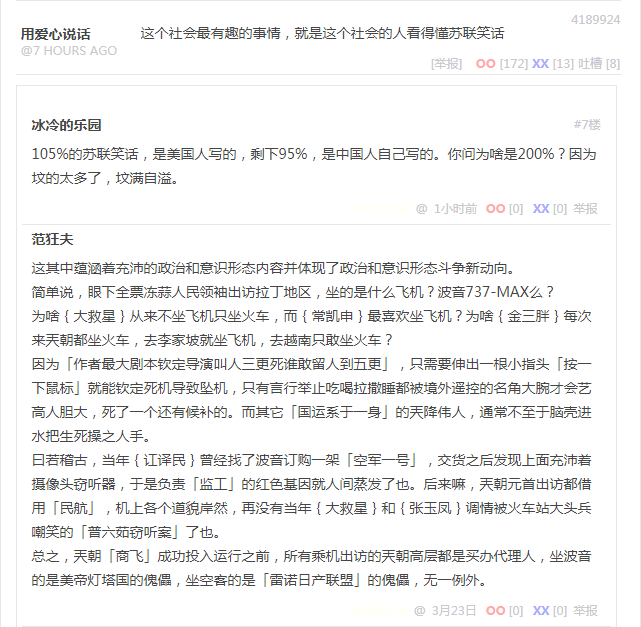 4189924
用爱心说话
这个社会最有趣的事情，就是这个社会的人看得懂苏联笑话
@7 HOURS AGO
[举报] OO [172] XX [13] 吐槽 [8]
冰冷的乐园
#7楼
105%的苏联笑话，是美国人写的，剩下95%，是中国人自己写的。你问为啥是200%？因为
坟的太多了，坟满自溢。
@ 1小时前 OO [0] XX [0] 举报
范狂夫
这其中蕴涵着充沛的政治和意识形态内容并体现了政治和意识形态斗争新动向。
简单说，眼下全票冻蒜人民领袖出访拉丁地区，坐的是什么飞机？波音737-MAX么？
为啥｛大救星｝从来不坐飞机只坐火车，而｛常凯申｝最喜欢坐飞机？为啥｛金三胖｝每次
来天朝都坐火车，去李家坡就坐飞机，去越南只敢坐火车？
因为「作者最大剧本钦定导演叫人三更死谁敢留人到五更」，只需要伸出一根小指头「按一
下鼠标」就能钦定死机导致坠机，只有言行举止吃喝拉撒睡都被境外遥控的名角大腕才会艺
高人胆大，死了一个还有候补的。而其它「国运系于一身」的天降伟人，通常不至于脑壳进
水把生死操之人手。
曰若稽古，当年｛讧译民｝曾经找了波音订购一架「空军一号」，交货之后发现上面充沛着
摄像头窃听器，于是负责「监工」的红色基因就人间蒸发了也。后来嘛，天朝元首出访都借
用「民航」，机上各个道貌岸然，再没有当年｛大救星｝和｛张玉凤｝调情被火车站大头兵
嘲笑的「普六茹窃听案」了也。
总之，天朝「商飞」成功投入运行之前，所有乘机出访的天朝高层都是买办代理人，坐波音
的是美帝灯塔国的傀儡，坐空客的是「雷诺日产联盟」的傀儡，无一例外。
@ 3月23日 OO [0] XX [0] 举报